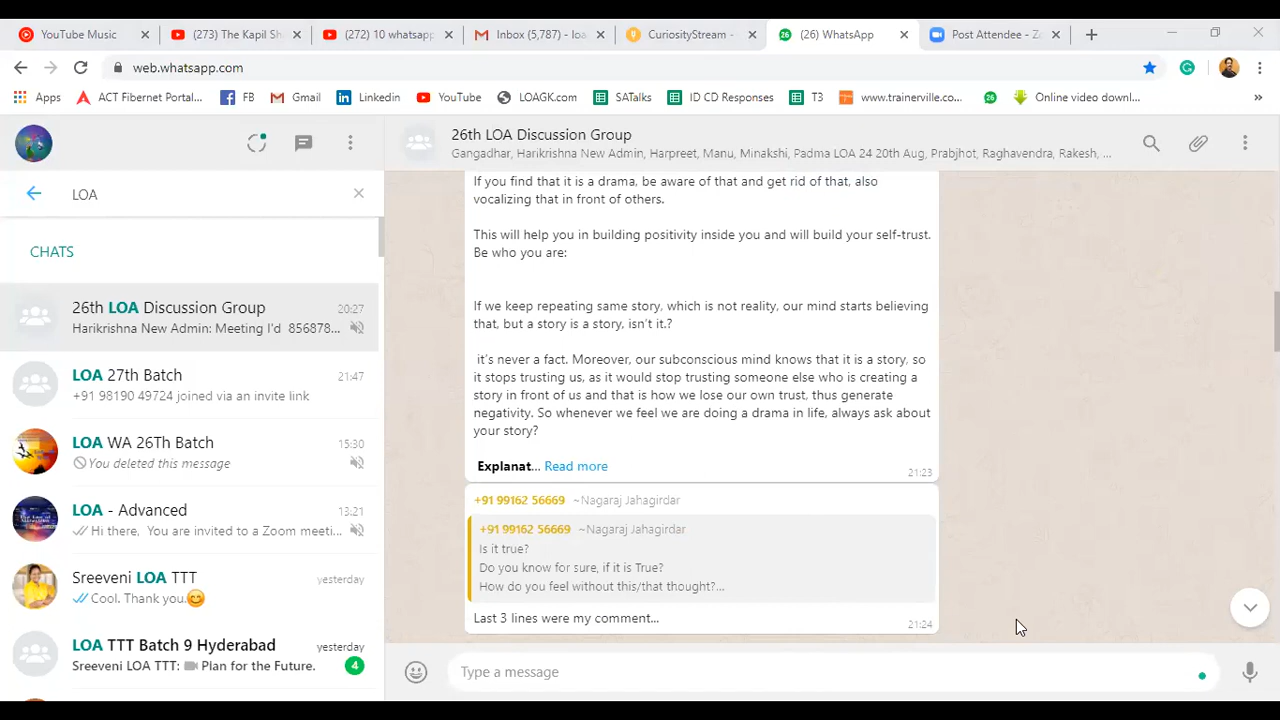 YouTube Music
(273) The Kapil Sh
(272) 10 whatsapp
Inbox (5,787) - loa
CuriosityStream -
(26) WhatsApp
Post Attendee - Z
web.whatsapp.com
Apps
ACT Fibernet Portal...
FB
Gmail
Linkedin
YouTube
LOAGK.com
SATalks
ID CD Responses
T3
www.trainerville.co...
Online video downl...
»
26th LOA Discussion Group
Gangadhar, Harikrishna New Admin, Harpreet, Manu, Minakshi, Padma LOA 24 20th Aug, Prabjhot, Raghavendra, Rakesh, ...
LOA
CHATS
26th LOA Discussion Group
20:27
Harikrishna New Admin: Meeting I'd 856878...
LOA 27th Batch
21:47
+91 98190 49724 joined via an invite link
LOA WA 26Th Batch
15:30
You deleted this message
LOA - Advanced
13:21
Hi there, You are invited to a Zoom meeti...
Sreeveni LOA TTT
yesterday
Cool. Thank you.😊
LOA TTT Batch 9 Hyderabad
yesterday
Sreeveni LOA TTT: Plan for the Future.
4
If you find that it is a drama, be aware of that and get rid of that, also
vocalizing that in front of others.
This will help you in building positivity inside you and will build your self-trust.
Be who you are:
If we keep repeating same story, which is not reality, our mind starts believing
that, but a story is a story, isn't it.?
it's never a fact. Moreover, our subconscious mind knows that it is a story, so
it stops trusting us, as it would stop trusting someone else who is creating a
story in front of us and that is how we lose our own trust, thus generate
negativity. So whenever we feel we are doing a drama in life, always ask about
your story?
Explanat... Read more
21:23
+91 99162 56669 ~Nagaraj Jahagirdar
+91 99162 56669 ~Nagaraj Jahagirdar
Is it true?
Do you know for sure, if it is True?
How do you feel without this/that thought?...
Last 3 lines were my comment...
21:24
Type a message